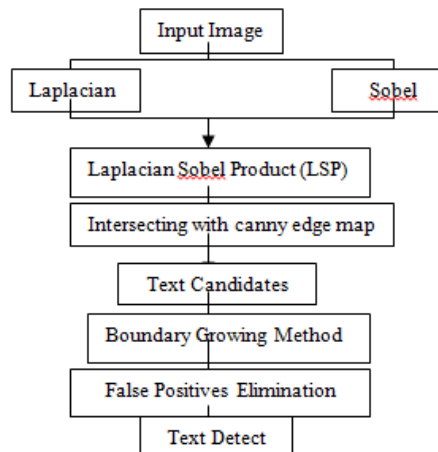 Input Image
Laplacian
Sobel
Laplacian Sobel Product (LSP)
Intersecting with canny edge map
Text Candidates
Boundary Growing Method
False Positives Elimination
Text Detect